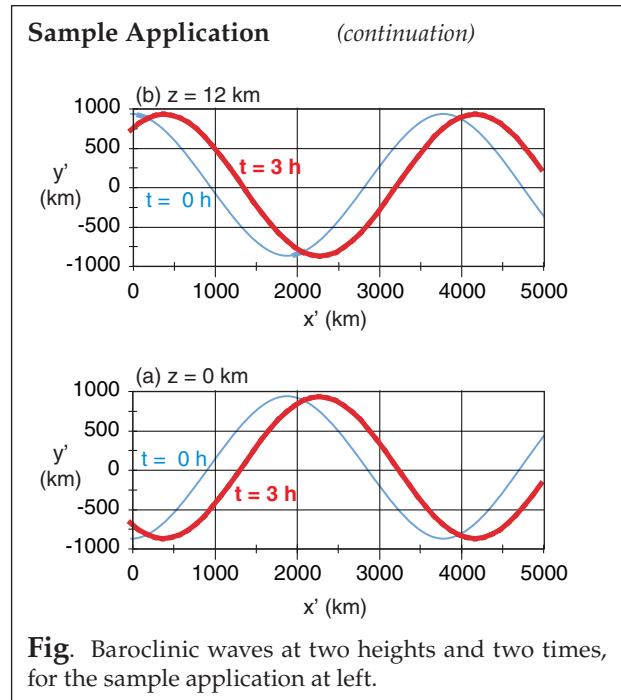 Sample Application (continuation)
(b) z = 12 km
1000
500
0
-500
-1000
y'
(km)
t = 3 h
t = 0 h
0 1000 2000 3000 4000 5000
x' (km)
(a) z = 0 km
1000
500
0
-500
-1000
y'
(km)
t = 0 h
t = 3 h
0 1000 2000 3000 4000 5000
x' (km)
Fig. Baroclinic waves at two heights and two times,
for the sample application at left.